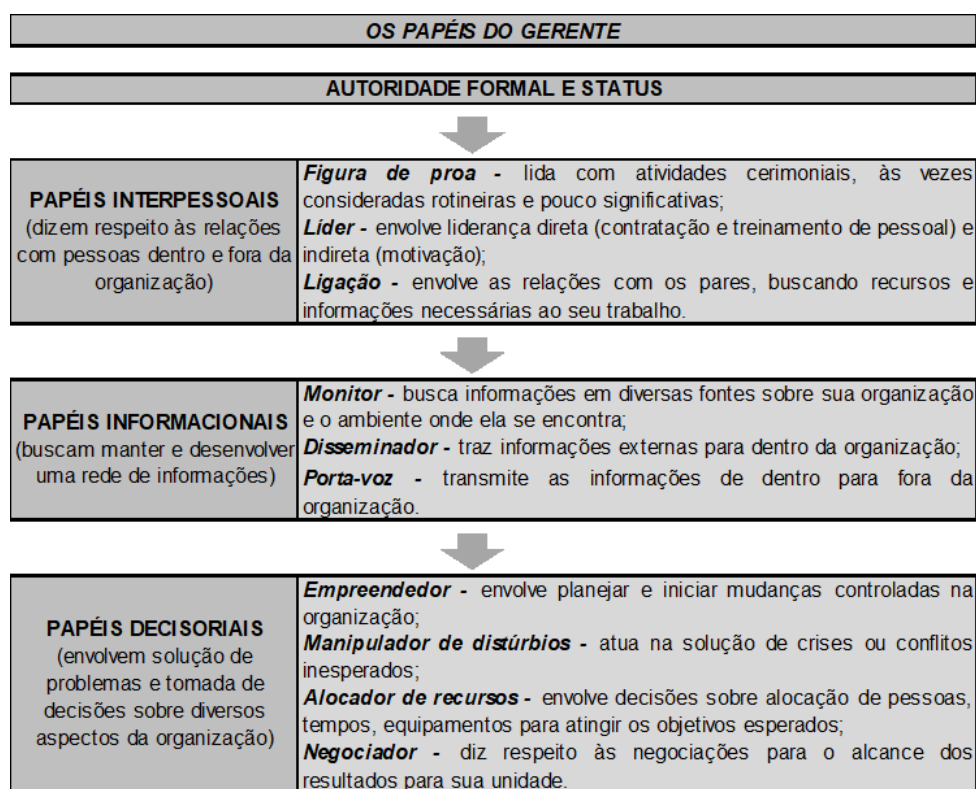 OS PAPÉIS DO GERENTE
AUTORIDADE FORMAL E STATUS
PAPÉIS INTERPESSOAIS
(dizem respeito às relações
com pessoas dentro e fora da
organização)
Figura de proa - lida com atividades cerimoniais, às vezes
consideradas rotineiras e pouco significativas;
Líder - envolve liderança direta (contratação e treinamento de pessoal) e
indireta (motivação);
Ligação - envolve as relações com os pares, buscando recursos e
informações necessárias ao seu trabalho.
PAPÉIS INFORMACIONAIS
(buscam manter e desenvolver
uma rede de informações)
Monitor - busca informações em diversas fontes sobre sua organização
e o ambiente onde ela se encontra;
Disseminador - traz informações externas para dentro da organização;
Porta-voz - transmite as informações de dentro para fora da
organização.
PAPÉIS DECISORIAIS
(envolvem solução de
problemas e tomada de
decisões sobre diversos
aspectos da organização)
Empreendedor - envolve planejar e iniciar mudanças controladas na
organização;
Manipulador de distúrbios - atua na solução de crises ou conflitos
inesperados;
Alocador de recursos - envolve decisões sobre alocação de pessoas,
tempos, equipamentos para atingir os objetivos esperados;
Negociador - diz respeito às negociações para o alcance dos
resultados para sua unidade.